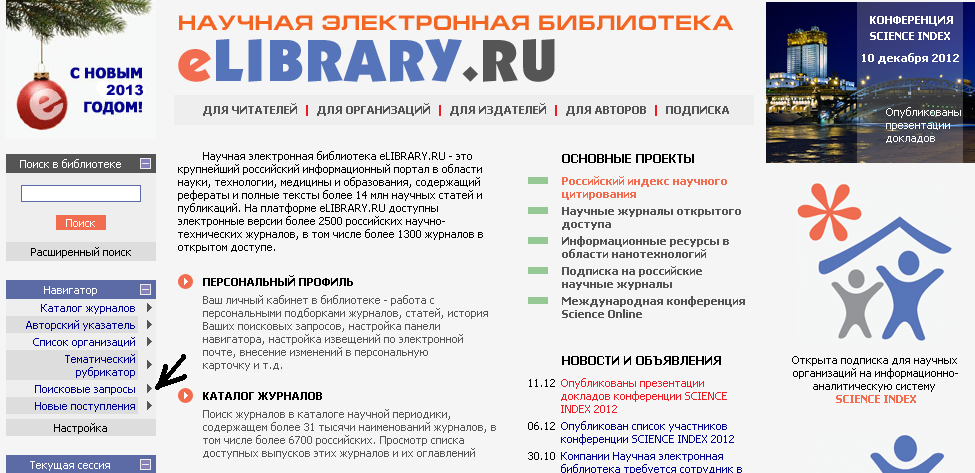 С НОВЫМ
2013
ГОДОМ!
НАУЧНАЯ ЭЛЕКТРОННАЯ БИБЛИОТЕКА
eLIBRARY.RU
ДЛЯ ЧИТАТЕЛЕЙ | ДЛЯ ОРГАНИЗАЦИЙ | ДЛЯ ИЗДАТЕЛЕЙ | ДЛЯ АВТОРОВ | ПОДПИСКА
КОНФЕРЕНЦИЯ
SCIENCE INDEX
10 декабря 2012
Опубликованы
презентации
докладов
Поиск в библиотеке
Поиск
Расширенный поиск
Навигатор
Каталог журналов
Авторский указатель
Список организаций
Тематический
рубрикатор
Поисковые запросы
Новые поступления
Настройка
Текущая сессия
Научная электронная библиотека eLIBRARY.RU - это
крупнейший российский информационный портал в области
науки, технологии, медицины и образования, содержащий
рефераты и полные тексты более 14 млн научных статей и
публикаций. На платформе eLIBRARY.RU доступны
электронные версии более 2500 российских научно-
технических журналов, в том числе более 1300 журналов в
открытом доступе.
ПЕРСОНАЛЬНЫЙ ПРОФИЛЬ
Ваш личный кабинет в библиотеке - работа с
персональными подборками журналов, статей, история
Ваших поисковых запросов, настройка панели
навигатора, настройка извещений по электронной
почте, внесение изменений в персональную
карточку и т.д.
КАТАЛОГ ЖУРНАЛОВ
Поиск журналов в каталоге научной периодики,
содержащем более 31 тысячи наименований журналов, в
том числе более 6700 российских. Просмотр списка
доступных выпусков этих журналов и их оглавлений
ОСНОВНЫЕ ПРОЕКТЫ
Российский индекс научного
цитирования
Научные журналы открытого
доступа
Информационные ресурсы в
области нанотехнологий
Подписка на российские
научные журналы
Международная конференция
Science Online
НОВОСТИ И ОБЪЯВЛЕНИЯ
11.12 Опубликованы презентации
докладов конференции SCIENCE
INDEX 2012
06.12 Опубликован список участников
конференции SCIENCE INDEX 2012
30.10 Компании Научная электронная
библиотека требуется сотрудник в
Открыта подписка для научных
организаций на информационно-
аналитическую систему
SCIENCE INDEX